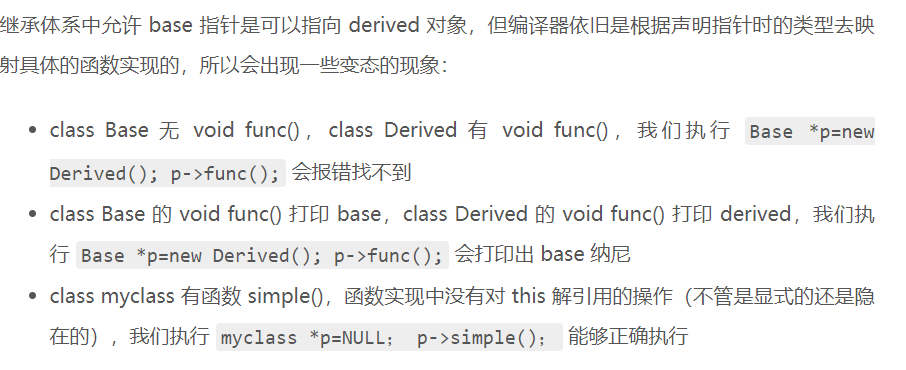 继承体系中允许 base 指针是可以指向 derived 对象，但编译器依旧是根据声明指针时的类型去映
射具体的函数实现的，所以会出现一些变态的现象：
• class Base 无 void func()，class Derived 有 void func()，我们执行 Base *p=new
Derived(); p->func(); 会报错找不到
• class Base 的 void func() 打印 base，class Derived 的 void func() 打印 derived，我们执
行 Base *p=new Derived(); p->func(); 会打印出 base 纳尼
• class myclass 有函数 simple()，函数实现中没有对 this 解引用的操作（不管是显式的还是隐
在的），我们执行 myclass *p=NULL； p->simple()； 能够正确执行